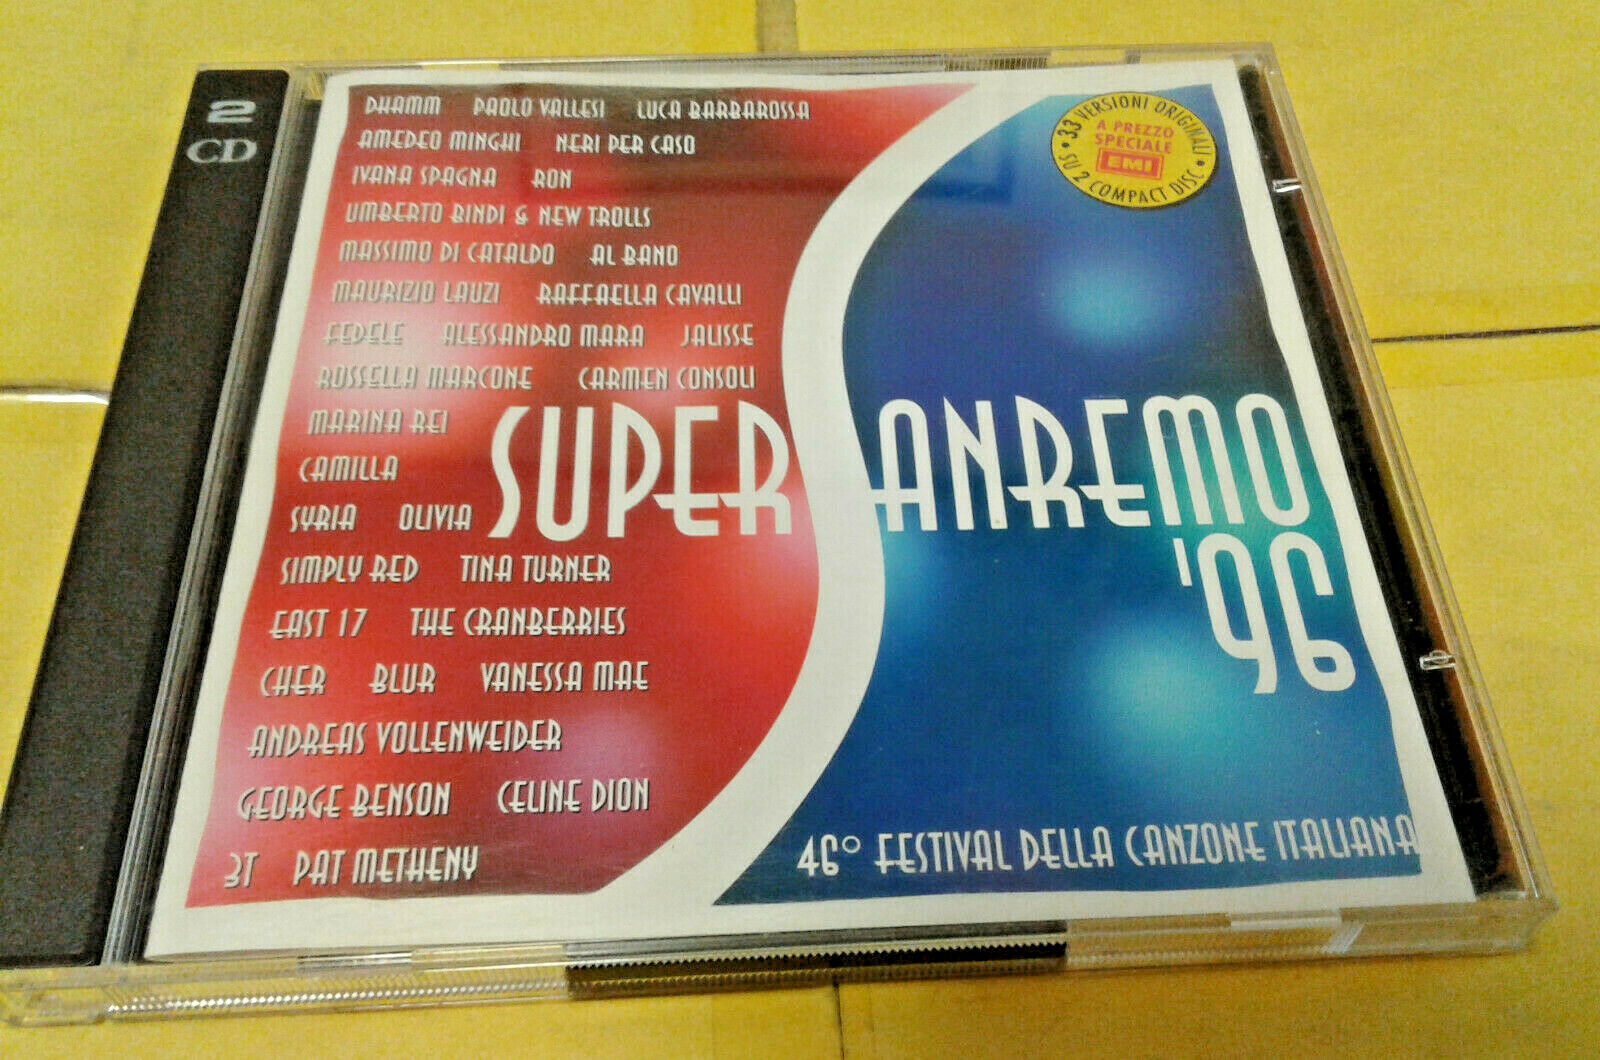 2
CD
DHAMM PAOLO VALLESI LUCA BARBAROSSA
AMEDEO MINGHI NERI PER CASO
IVANA SPAGNA RON
UMBERTO BINDI & NEW TROLLS
MASSIMO DI CATALDO AL BANO
MAURIZIO LAUZI RAFFAELLA CAVALLI
FEDELE ALESSANDRO MARA JALISSE
ROSSELLA MARCONE CARMEN CONSOLI
MARINA REI
CAMILLA
SYRIA OLIVIA
SIMPLY RED TINA TURNER
EAST 17 THE CRANBERRIES
CHER BLUR VANESSA MAE
ANDREAS VOLLENWEIDER
GEORGE BENSON CELINE DION
3T PAT METHENY
SUPERSANREMO
'96
46° FESTIVAL DELLA CANZONE ITALIANA
• 33 VERSIONI ORIGINALI •
SU 2 COMPACT DISC
A PREZZO
SPECIALE
EMI